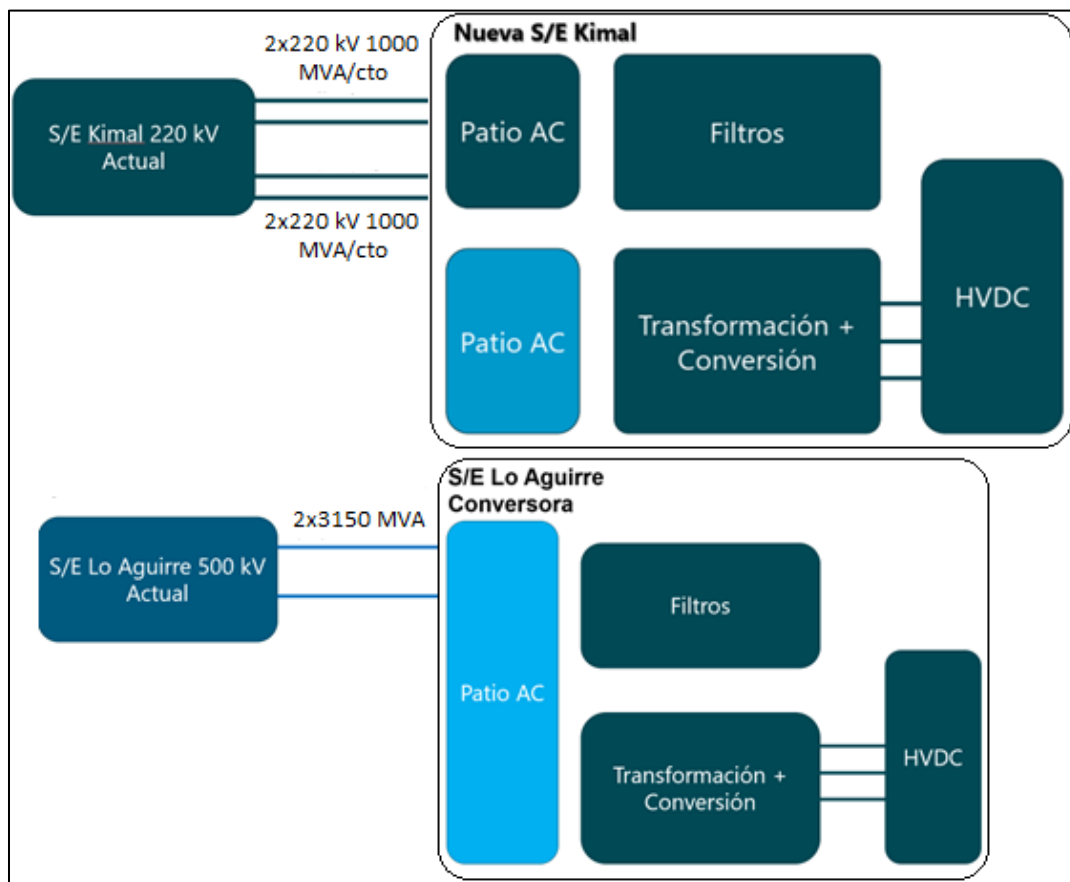 Nueva S/E Kimal
2x220 kV 1000
MVA/cto
S/E Kimal 220 kV
Actual
2x220 kV 1000
MVA/cto
Patio AC
Filtros
Patio AC
Transformación +
Conversión
HVDC
S/E Lo Aguirre
Conversora
2x3150 MVA
S/E Lo Aguirre 500 kV
Actual
Patio AC
Filtros
Transformación +
Conversión
HVDC